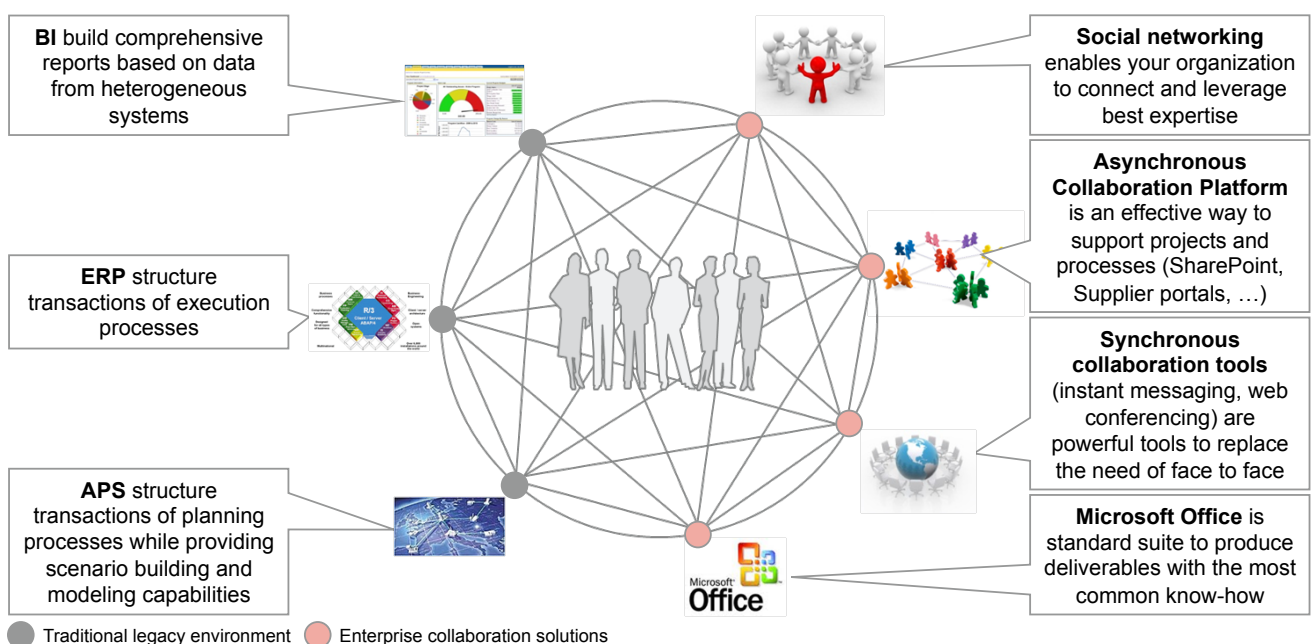 BI build comprehensive
reports based on data
from heterogeneous
systems
ERP structure
transactions of execution
processes
R/3
Client / Server
ABAP/4
APS structure
transactions of planning
processes while providing
scenario building and
modeling capabilities
Social networking
enables your organization
to connect and leverage
best expertise
Asynchronous
Collaboration Platform
is an effective way to
support projects and
processes (SharePoint,
Supplier portals, …)
Synchronous
collaboration tools
(instant messaging, web
conferencing) are
powerful tools to replace
the need of face to face
Microsoft Office is
standard suite to produce
deliverables with the most
common know-how
Microsoft
Office
Traditional legacy environment
Enterprise collaboration solutions